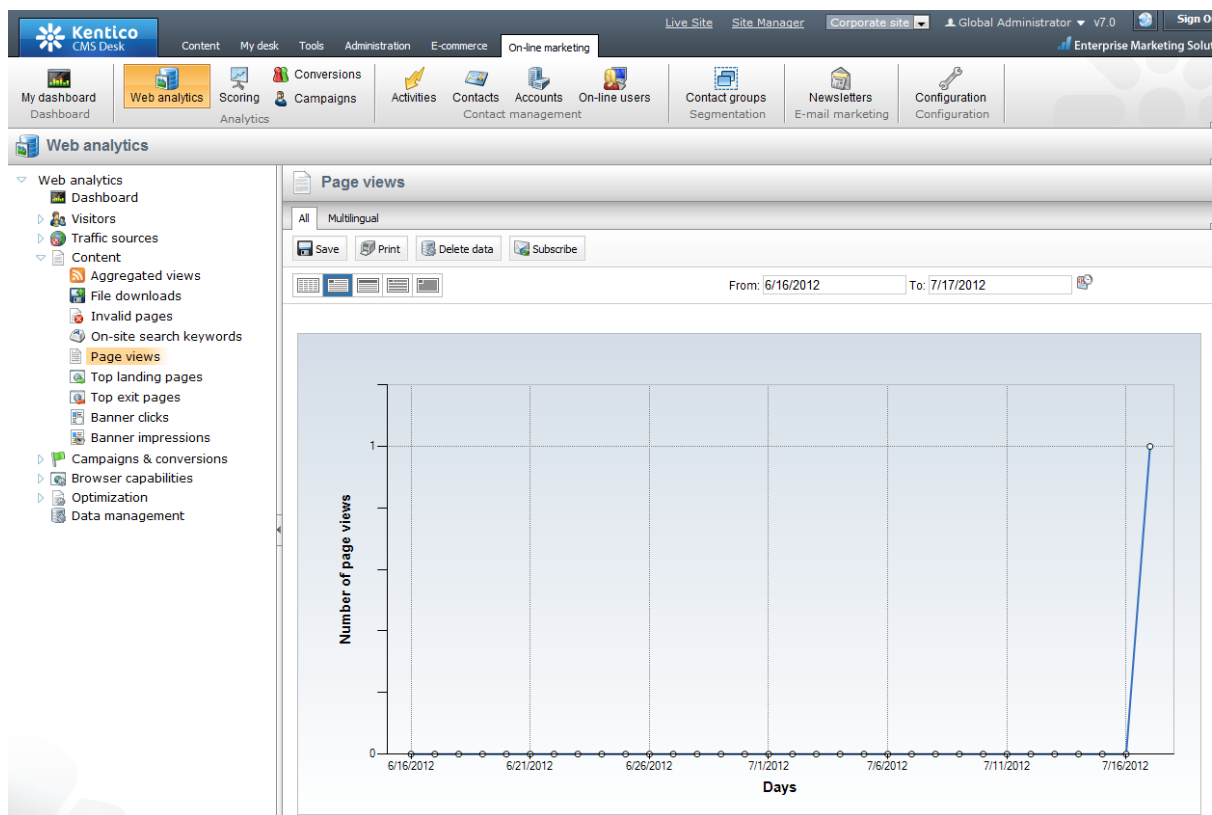 Kentico
CMS Desk
Live Site Site Manager Corporate site Global Administrator v7.0 Sign O
Content My desk Tools Administration E-commerce On-line marketing Enterprise Marketing Solut
My dashboard
Dashboard
Web analytics Scoring Conversions
Campaigns
Analytics
Activities Contacts Accounts On-line users
Contact management
Contact groups
Segmentation
Newsletters
E-mail marketing
Configuration
Configuration
Web analytics
Web analytics
Dashboard
Visitors
Traffic sources
Content
Aggregated views
File downloads
Invalid pages
On-site search keywords
Page views
Top landing pages
Top exit pages
Banner clicks
Banner impressions
Campaigns & conversions
Browser capabilities
Optimization
Data management
Page views
All Multilingual
Save Print Delete data Subscribe
From: 6/16/2012 To: 7/17/2012
1
Number of page views
0
6/16/2012 6/21/2012 6/26/2012 7/1/2012 7/6/2012 7/11/2012 7/16/2012
Days